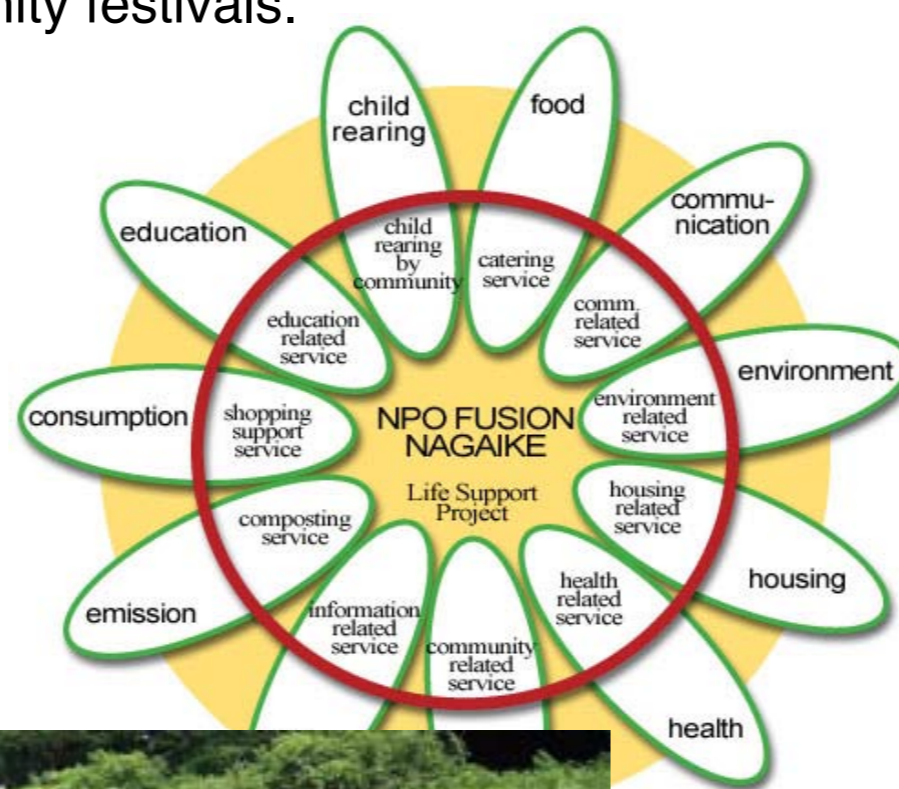 nity festivals.
child
rearing
food
commu-
nication
education
environment
consumption
housing
emission
health
child
rearing
by
community
catering
service
comm.
related
service
education
related
service
environment
related
service
shopping
support
service
housing
related
service
composting
service
health
related
service
information
related
service
community
related
service
NPO FUSION
NAGAIKE
Life Support
Project